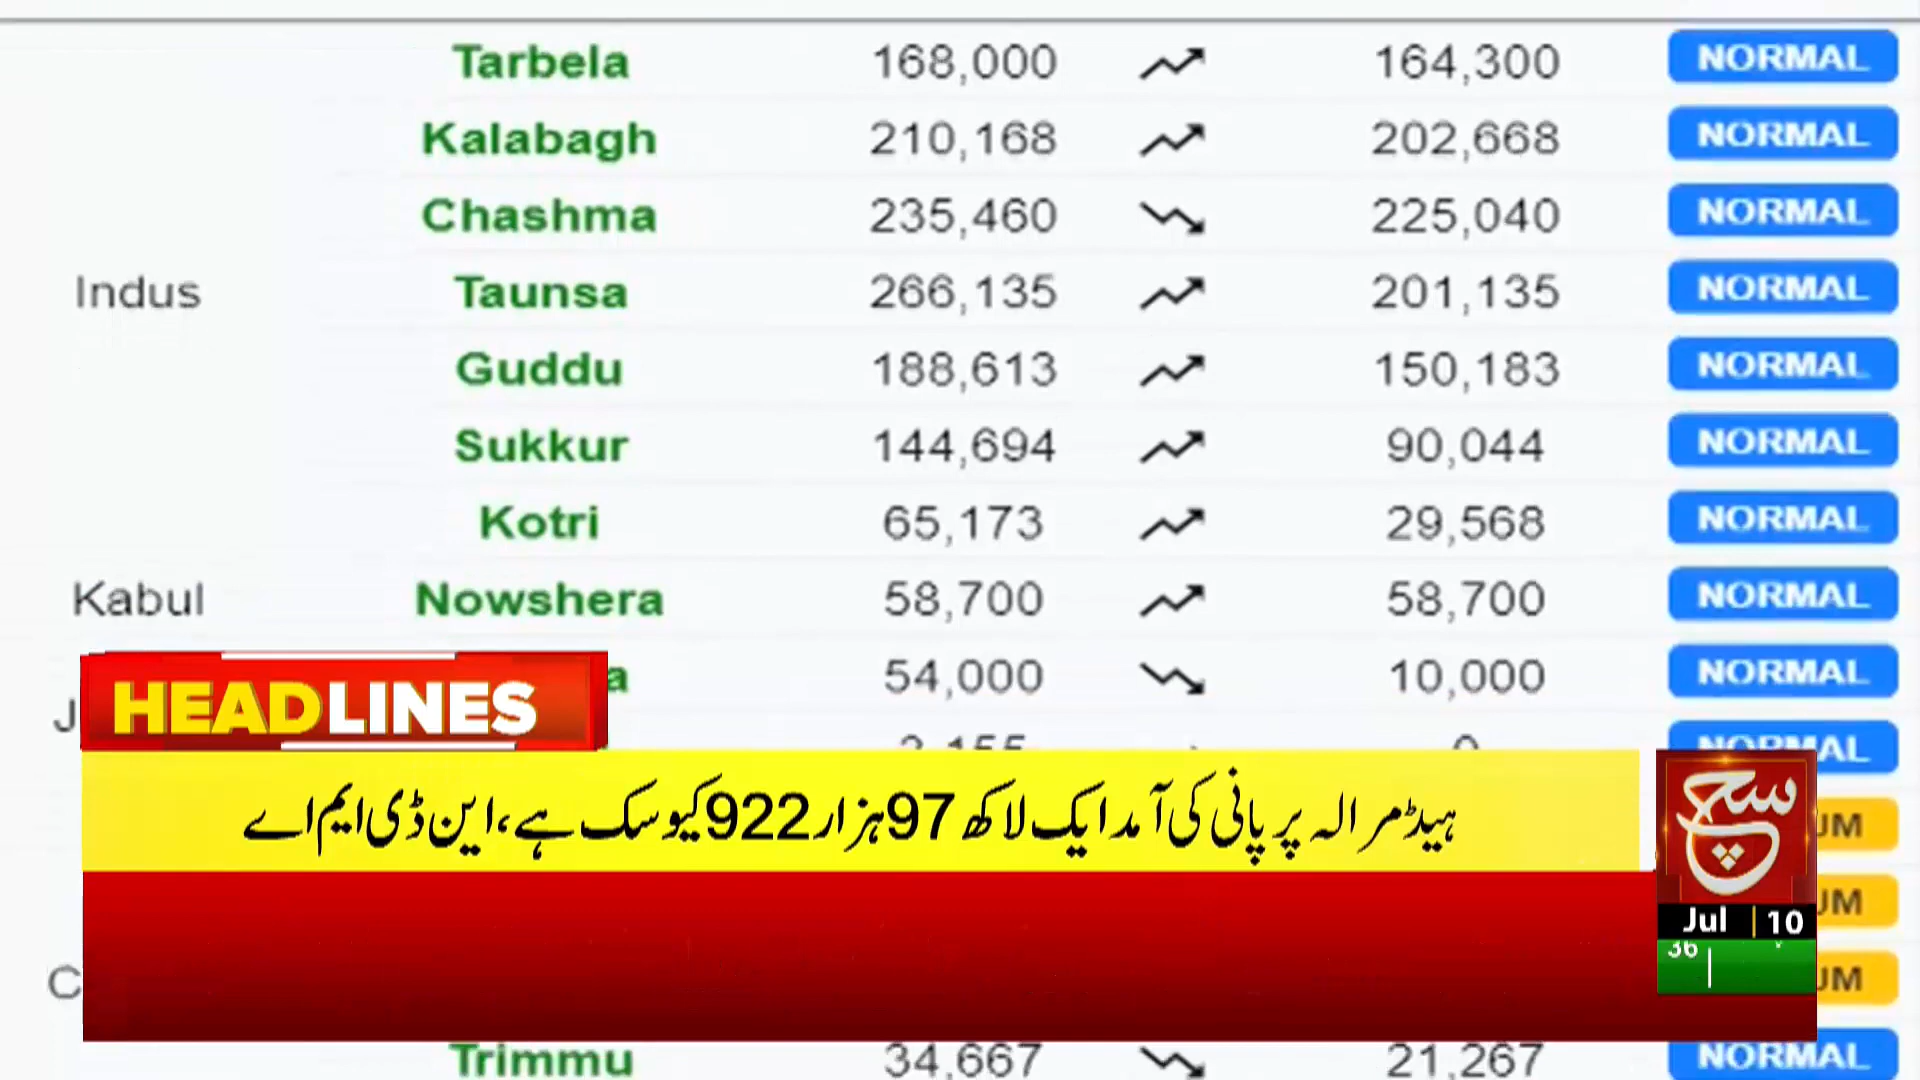 Tarbela 168,000 164,300 NORMAL
Kalabagh 210,168 202,668 NORMAL
Chashma 235,460 225,040 NORMAL
Indus Taunsa 266,135 201,135 NORMAL
Guddu 188,613 150,183 NORMAL
Sukkur 144,694 90,044 NORMAL
Kotri 65,173 29,568 NORMAL
Kabul Nowshera 58,700 58,700 NORMAL
54,000 10,000 NORMAL
HEADLINES
NORMAL
ہیڈ مرالہ پر پانی کی آمد ایک لاکھ 97 ہزار 922 کیوسک ہے، این ڈی ایم اے
سچ
Jul 10
36
Trimmu 34,667 21,267 NORMAL